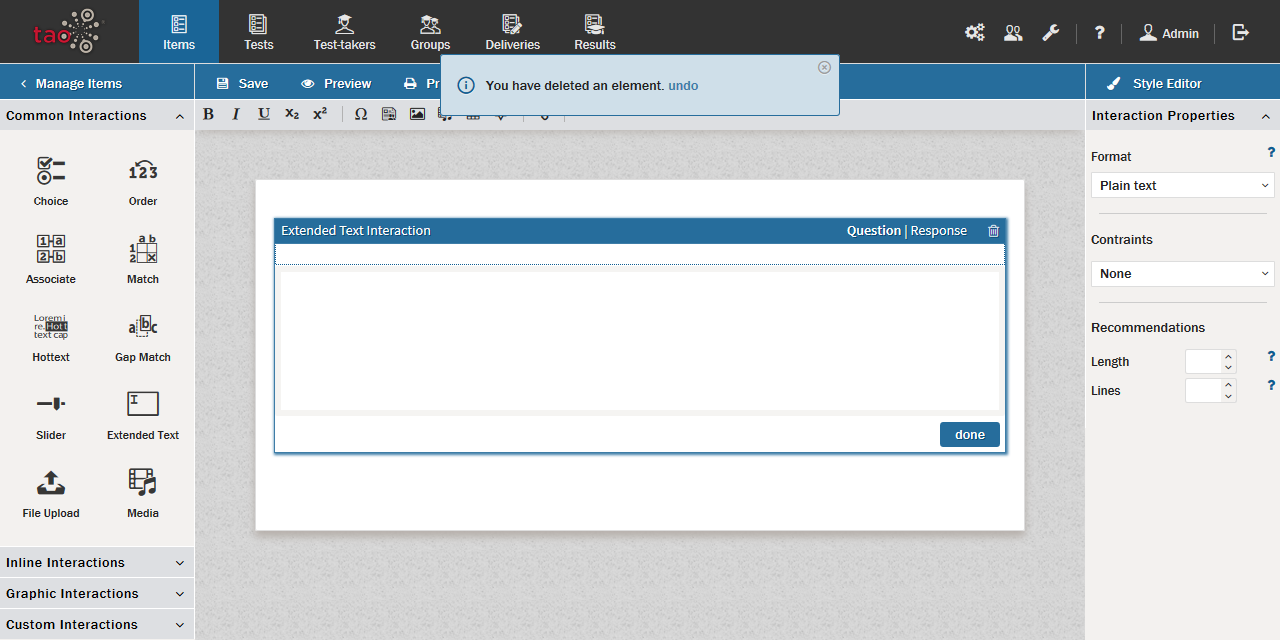 tao
Items
Tests
Test-takers
Groups
Deliveries
Results
?
Admin
Manage Items
Save
Preview
Pr
You have deleted an element. undo
Style Editor
B I U x₂ x² Ω
Common Interactions
Choice
123
Order
1-a
2-b
Associate
a b
1
2 x
Match
Lorem i
re. Hot t
text cap
Hottext
abc
Gap Match
Slider
I
Extended Text
File Upload
Media
Inline Interactions
Graphic Interactions
Custom Interactions
Extended Text Interaction
Question | Response
done
Interaction Properties
Format ?
Plain text
Contraints
None
Recommendations
Length ?
Lines ?